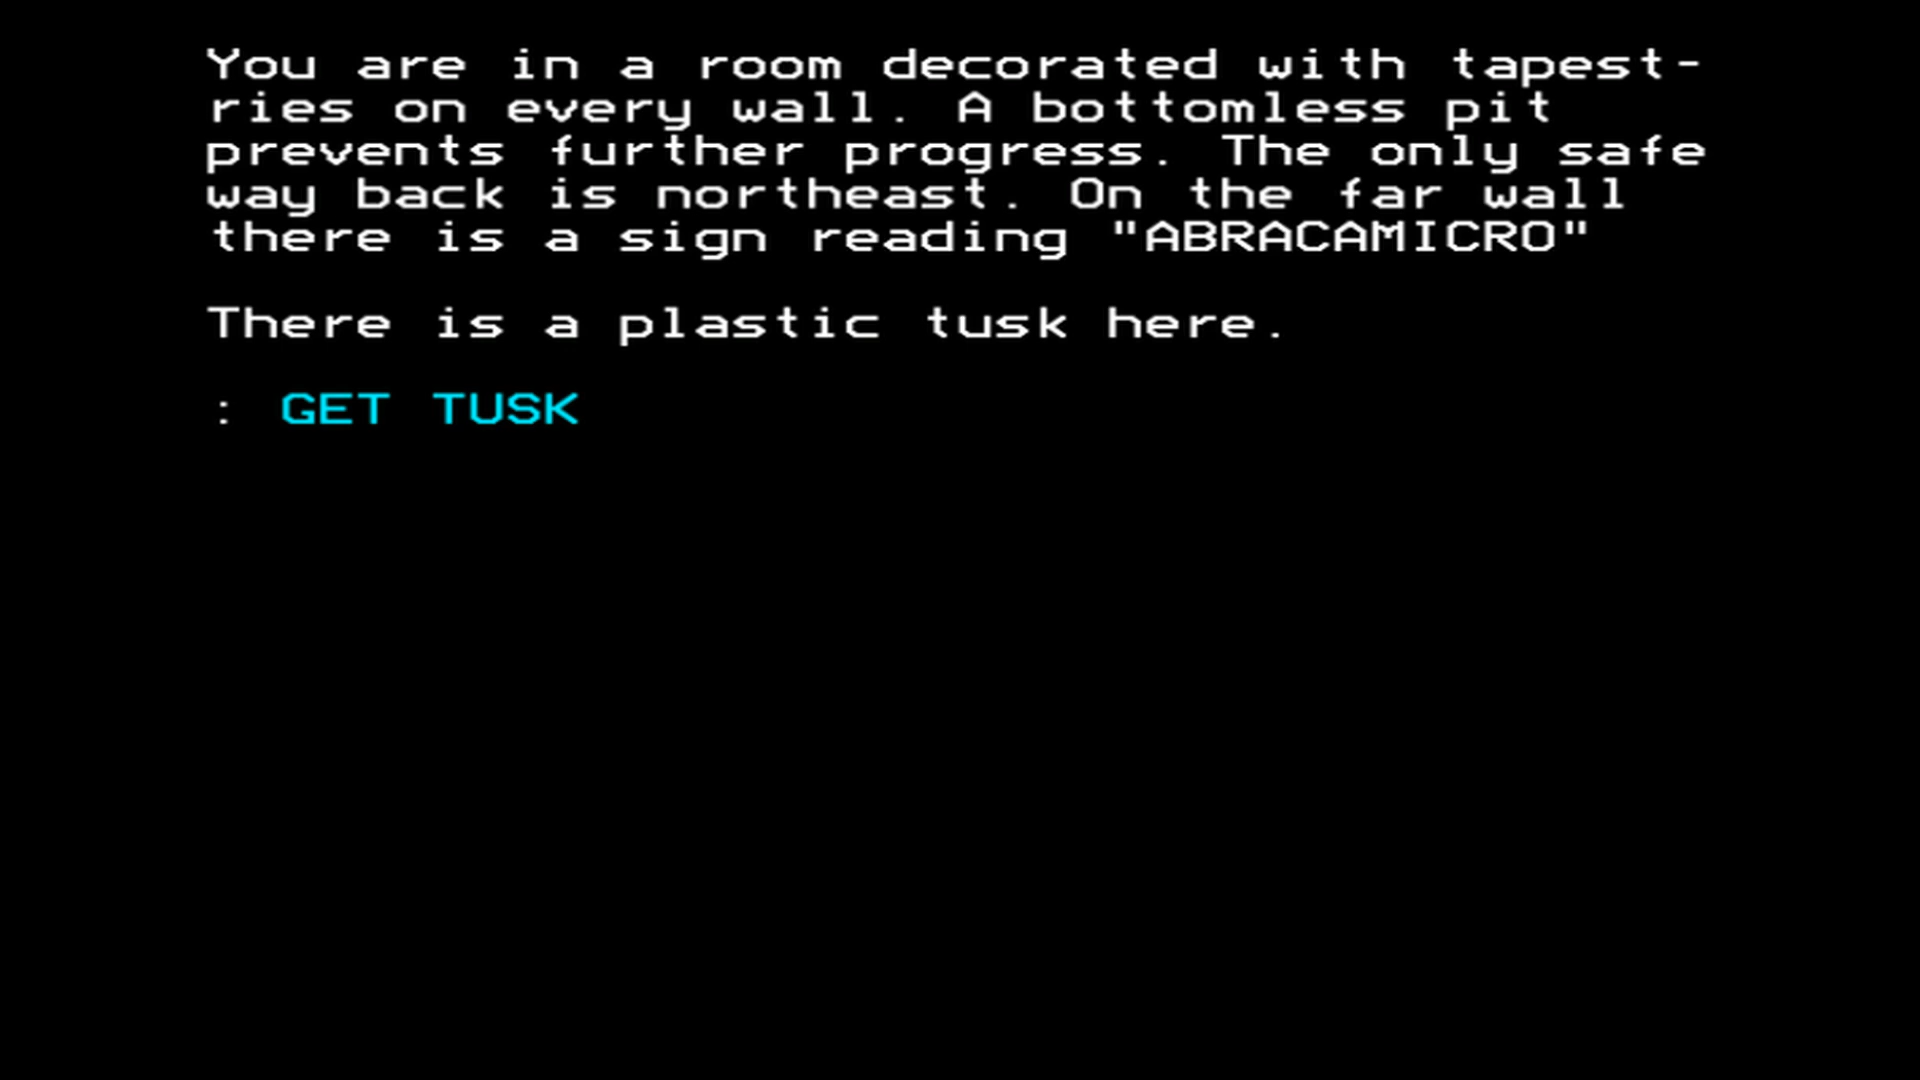 You are in a room decorated with tapest-
ries on every wall. A bottomless pit
prevents further progress. The only safe
way back is northeast. On the far wall
there is a sign reading "ABRACAMICRO"
There is a plastic tusk here.
: GET TUSK